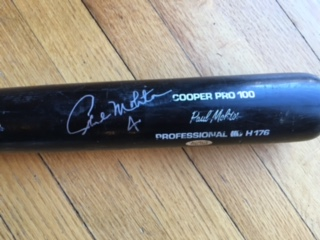 Paul Molitor
4
COOPER PRO 100
Paul Molitor
PROFESSIONAL H176